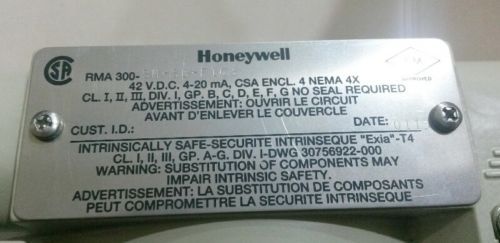 Honeywell
CSA
RMA 300-
42 V.D.C. 4-20 mA, CSA ENCL. 4 NEMA 4X
CL. I, II, III, DIV. I, GP. B, C, D, E, F, G NO SEAL REQUIRED
ADVERTISSEMENT: OUVRIR LE CIRCUIT
AVANT D'ENLEVER LE COUVERCLE
APPROVED
CUST. I.D.: DATE:
INTRINSICALLY SAFE-SECURITE INTRINSEQUE "Exia"-T4
CL. I, II, III, GP. A-G, DIV. I-DWG 30756922-000
WARNING: SUBSTITUTION OF COMPONENTS MAY
IMPAIR INTRINSIC SAFETY.
ADVERTISSEMENT: LA SUBSTITUTION DE COMPOSANTS
PEUT COMPROMETTRE LA SECURITE INTRINSEQUE